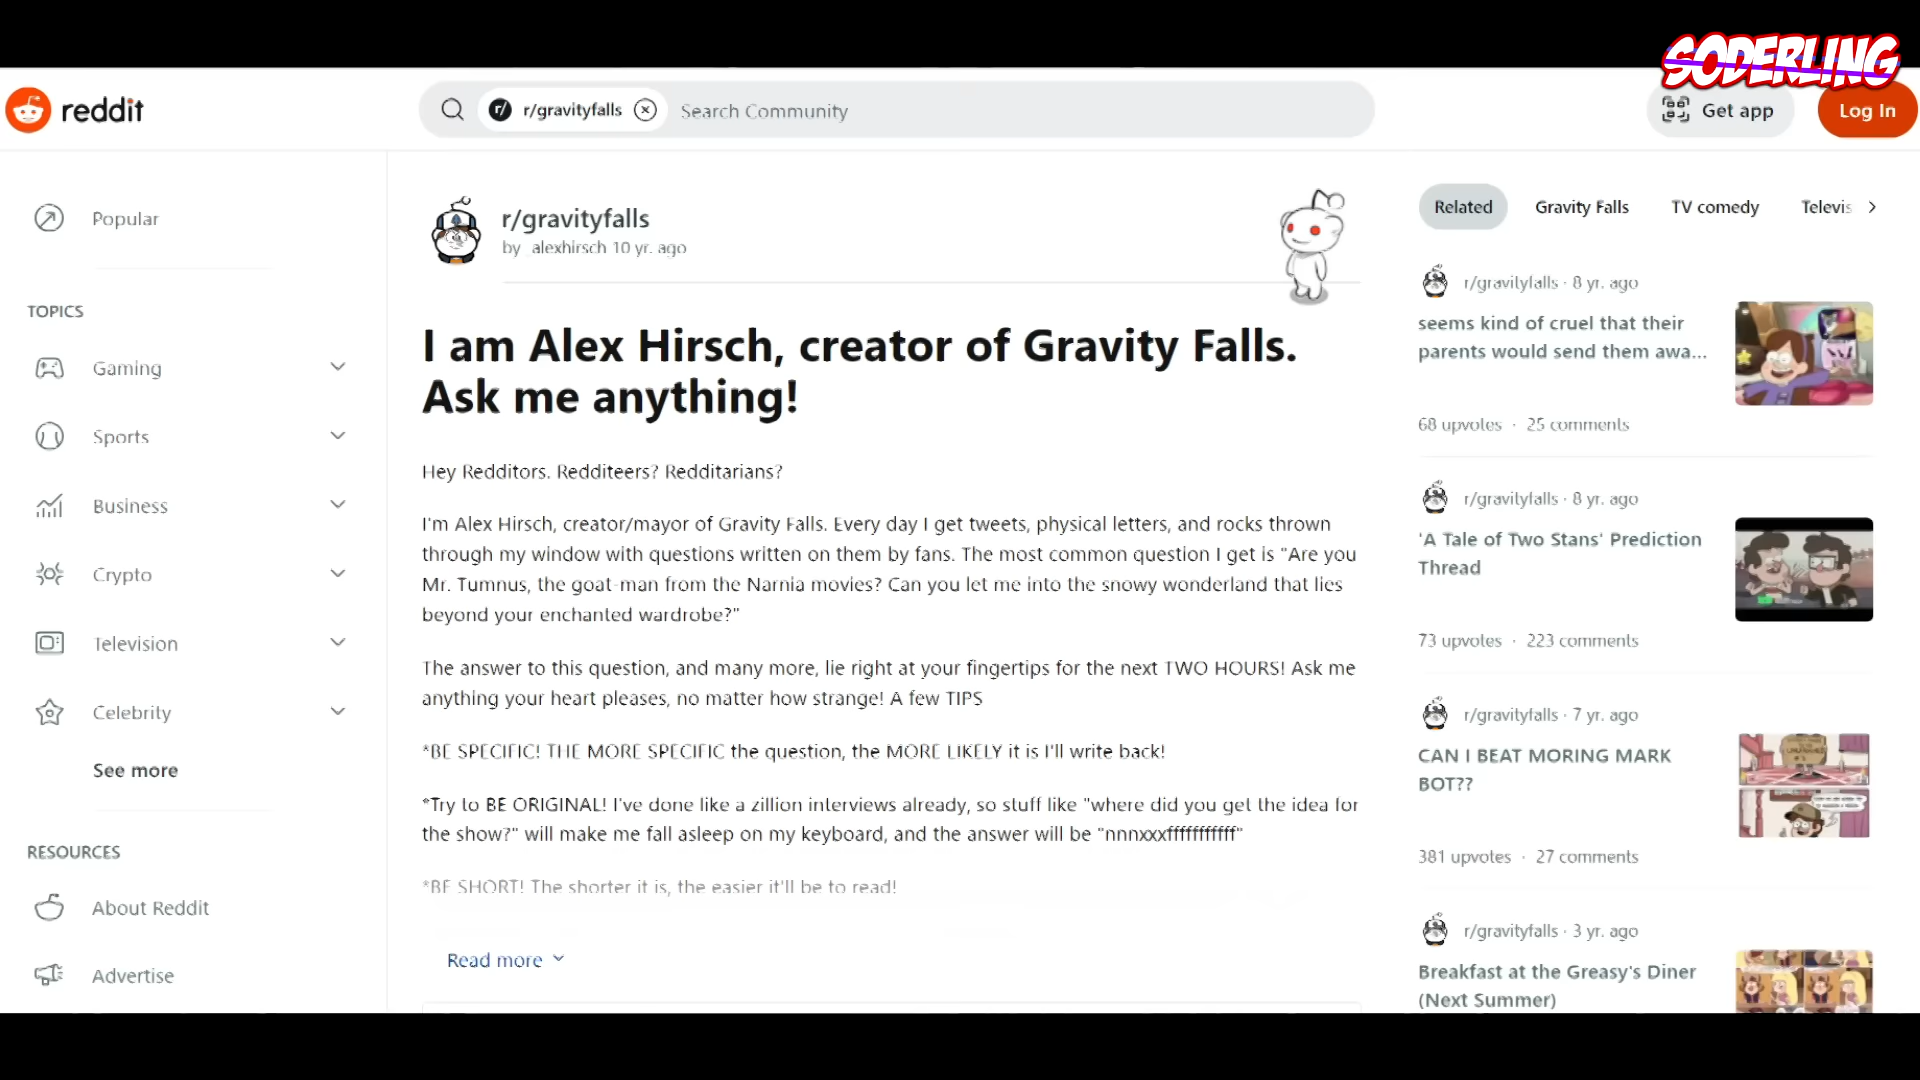 SODERLING
reddit
r/gravityfalls
Search Community
Get app
Log In
Popular
TOPICS
Gaming
Sports
Business
Crypto
Television
Celebrity
See more
RESOURCES
About Reddit
Advertise
r/gravityfalls
by _alexhirsch 10 yr. ago
I am Alex Hirsch, creator of Gravity Falls.
Ask me anything!
Hey Redditors. Redditeers? Redditarians?
I'm Alex Hirsch, creator/mayor of Gravity Falls. Every day I get tweets, physical letters, and rocks thrown
through my window with questions written on them by fans. The most common question I get is "Are you
Mr. Tumnus, the goat-man from the Narnia movies? Can you let me into the snowy wonderland that lies
beyond your enchanted wardrobe?"
The answer to this question, and many more, lie right at your fingertips for the next TWO HOURS! Ask me
anything your heart pleases, no matter how strange! A few TIPS
*BE SPECIFIC! THE MORE SPECIFIC the question, the MORE LIKELY it is I'll write back!
*Try to BE ORIGINAL! I've done like a zillion interviews already, so stuff like "where did you get the idea for
the show?" will make me fall asleep on my keyboard, and the answer will be "nnnxxxfffffffffff"
*BE SHORT! The shorter it is, the easier it'll be to read!
Read more
Related
Gravity Falls
TV comedy
Televis
r/gravityfalls · 8 yr. ago
seems kind of cruel that their
parents would send them awa...
68 upvotes · 25 comments
r/gravityfalls · 8 yr. ago
'A Tale of Two Stans' Prediction
Thread
73 upvotes · 223 comments
r/gravityfalls · 7 yr. ago
CAN I BEAT MORING MARK
BOT??
381 upvotes · 27 comments
r/gravityfalls · 3 yr. ago
Breakfast at the Greasy's Diner
(Next Summer)